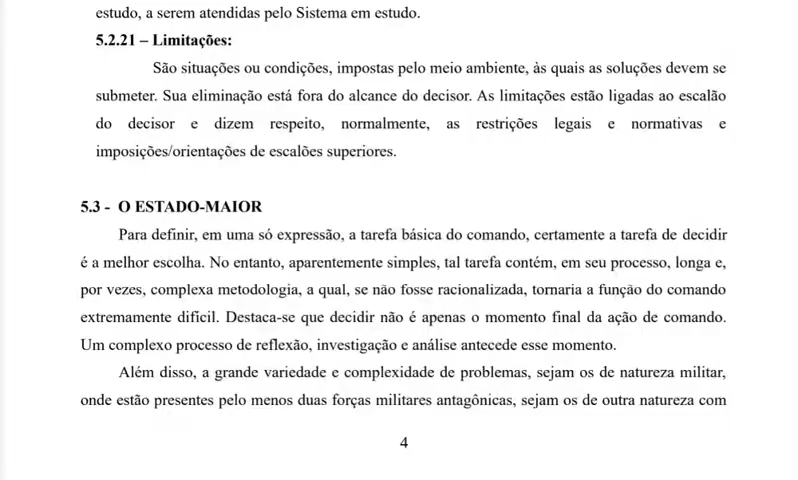 estudo, a serem atendidas pelo Sistema em estudo.
5.2.21 – Limitações:
São situações ou condições, impostas pelo meio ambiente, às quais as soluções devem se
submeter. Sua eliminação está fora do alcance do decisor. As limitações estão ligadas ao escalão
do decisor e dizem respeito, normalmente, as restrições legais e normativas e
imposições/orientações de escalões superiores.
5.3 - O ESTADO-MAIOR
Para definir, em uma só expressão, a tarefa básica do comando, certamente a tarefa de decidir
é a melhor escolha. No entanto, aparentemente simples, tal tarefa contém, em seu processo, longa e,
por vezes, complexa metodologia, a qual, se não fosse racionalizada, tornaria a função do comando
extremamente difícil. Destaca-se que decidir não é apenas o momento final da ação de comando.
Um complexo processo de reflexão, investigação e análise antecede esse momento.
Além disso, a grande variedade e complexidade de problemas, sejam os de natureza militar,
onde estão presentes pelo menos duas forças militares antagônicas, sejam os de outra natureza com
4